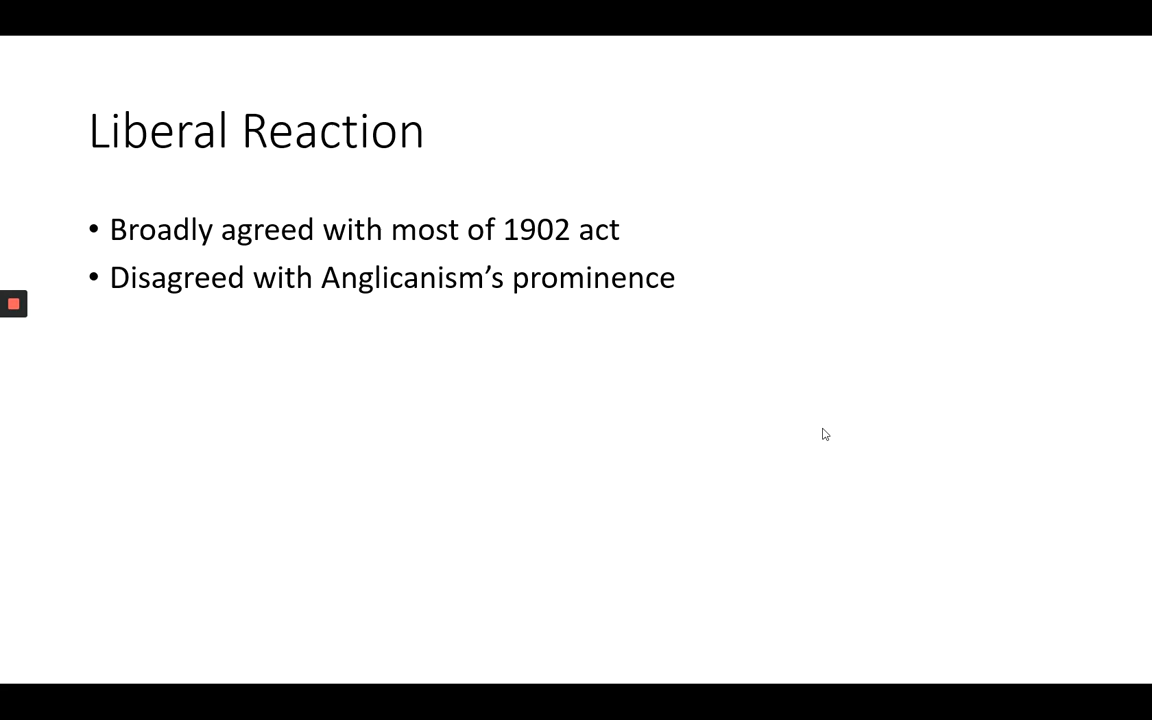 Liberal Reaction
• Broadly agreed with most of 1902 act
• Disagreed with Anglicanism’s prominence